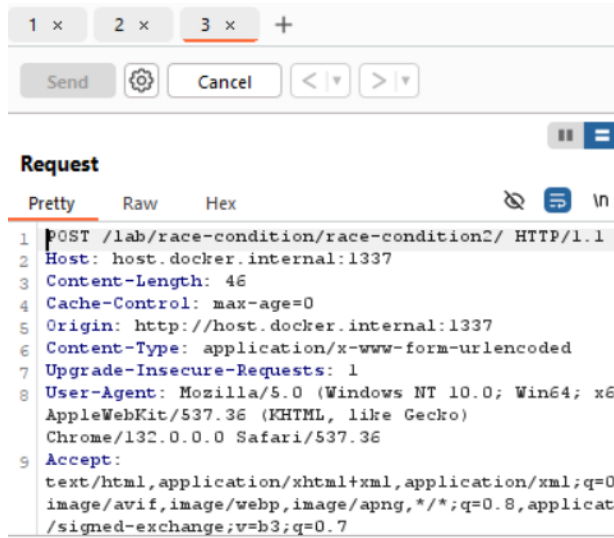 1 × 2 × 3 × +
Send Cancel < >
Request
Pretty Raw Hex \n
1 POST /lab/race-condition/race-condition2/ HTTP/1.1
2 Host: host.docker.internal:1337
3 Content-Length: 46
4 Cache-Control: max-age=0
5 Origin: http://host.docker.internal:1337
6 Content-Type: application/x-www-form-urlencoded
7 Upgrade-Insecure-Requests: 1
8 User-Agent: Mozilla/5.0 (Windows NT 10.0; Win64; x6
AppleWebKit/537.36 (KHTML, like Gecko)
Chrome/132.0.0.0 Safari/537.36
9 Accept:
text/html,application/xhtml+xml,application/xml;q=0
image/avif,image/webp,image/apng,*/*;q=0.8,applicat
/signed-exchange;v=b3;q=0.7